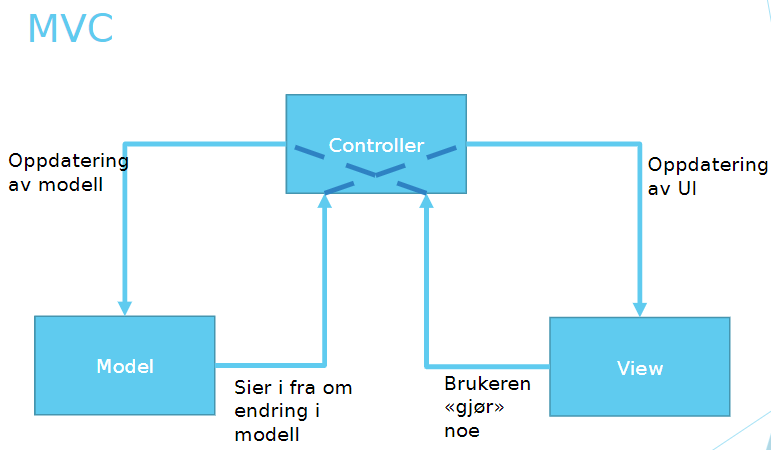 MVC
Controller
Oppdatering
av modell
Oppdatering
av UI
Model
View
Sier i fra om
endring i
modell
Brukeren
«gjør»
noe